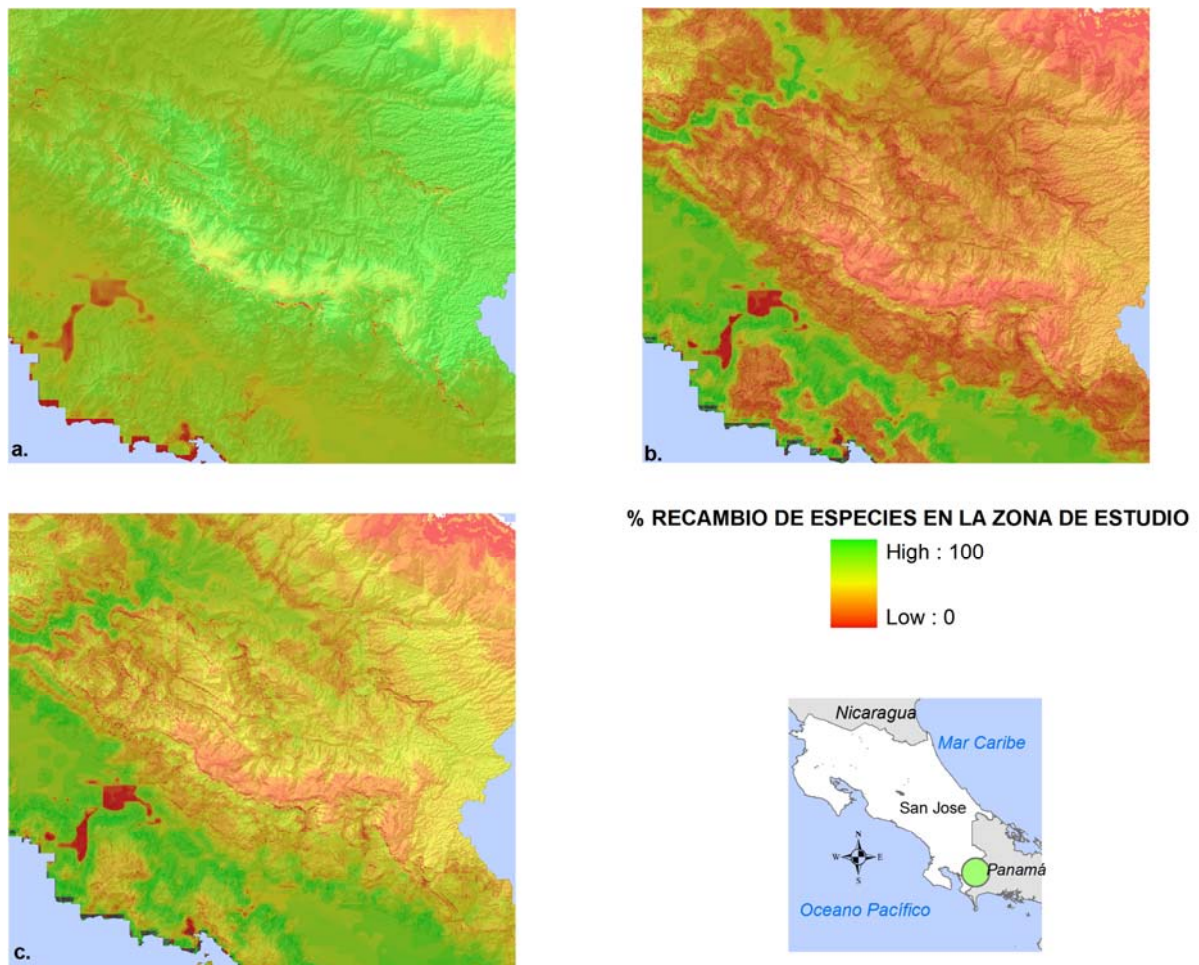 a.
b.
% RECAMBIO DE ESPECIES EN LA ZONA DE ESTUDIO
High : 100
Low : 0
c.
Nicaragua
Mar Caribe
San Jose
N
W
E
S
Panamá
Oceano Pacífico